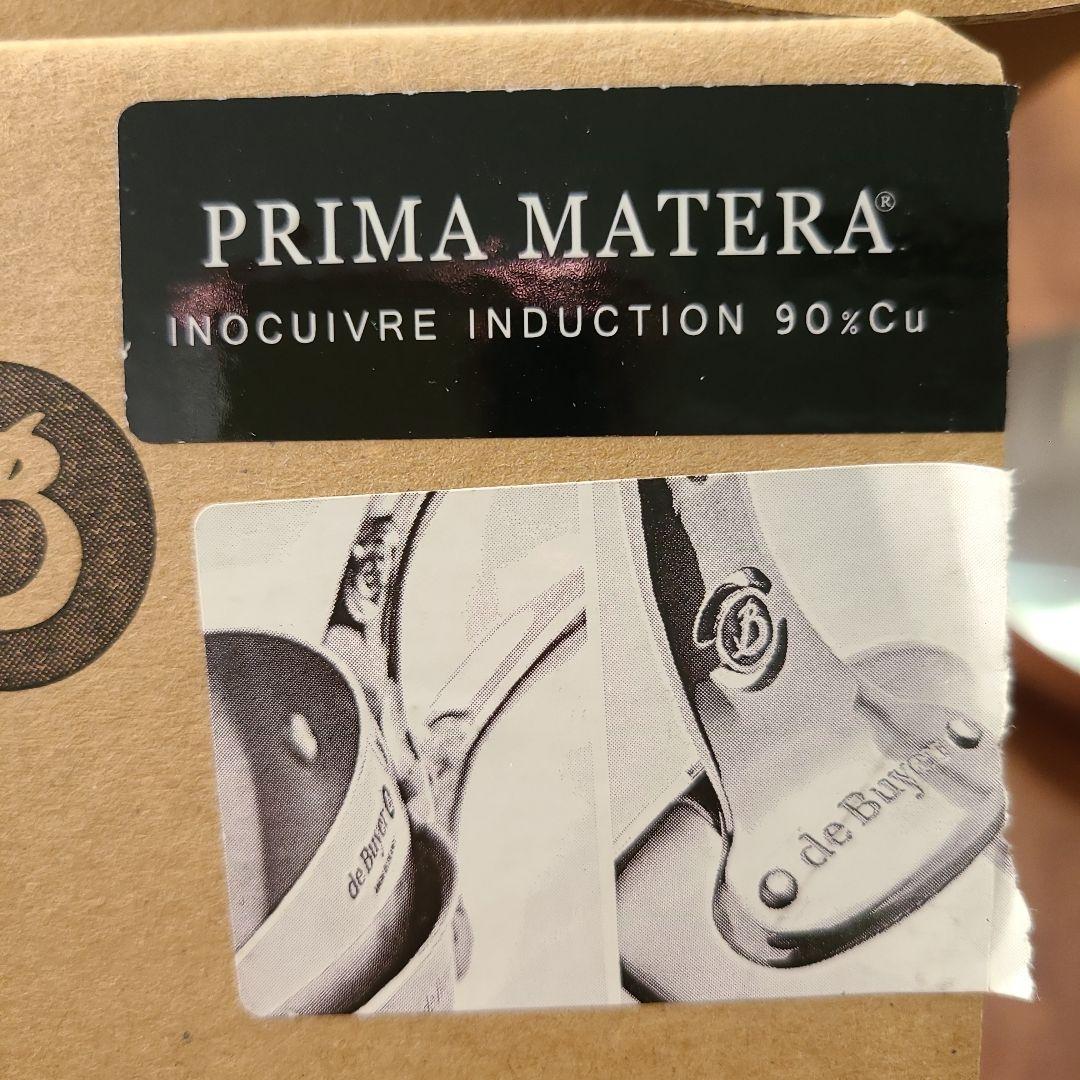 PRIMA MATERA®
INOCUIVRE INDUCTION 90%Cu
B
de Buyer
B
de Buyer